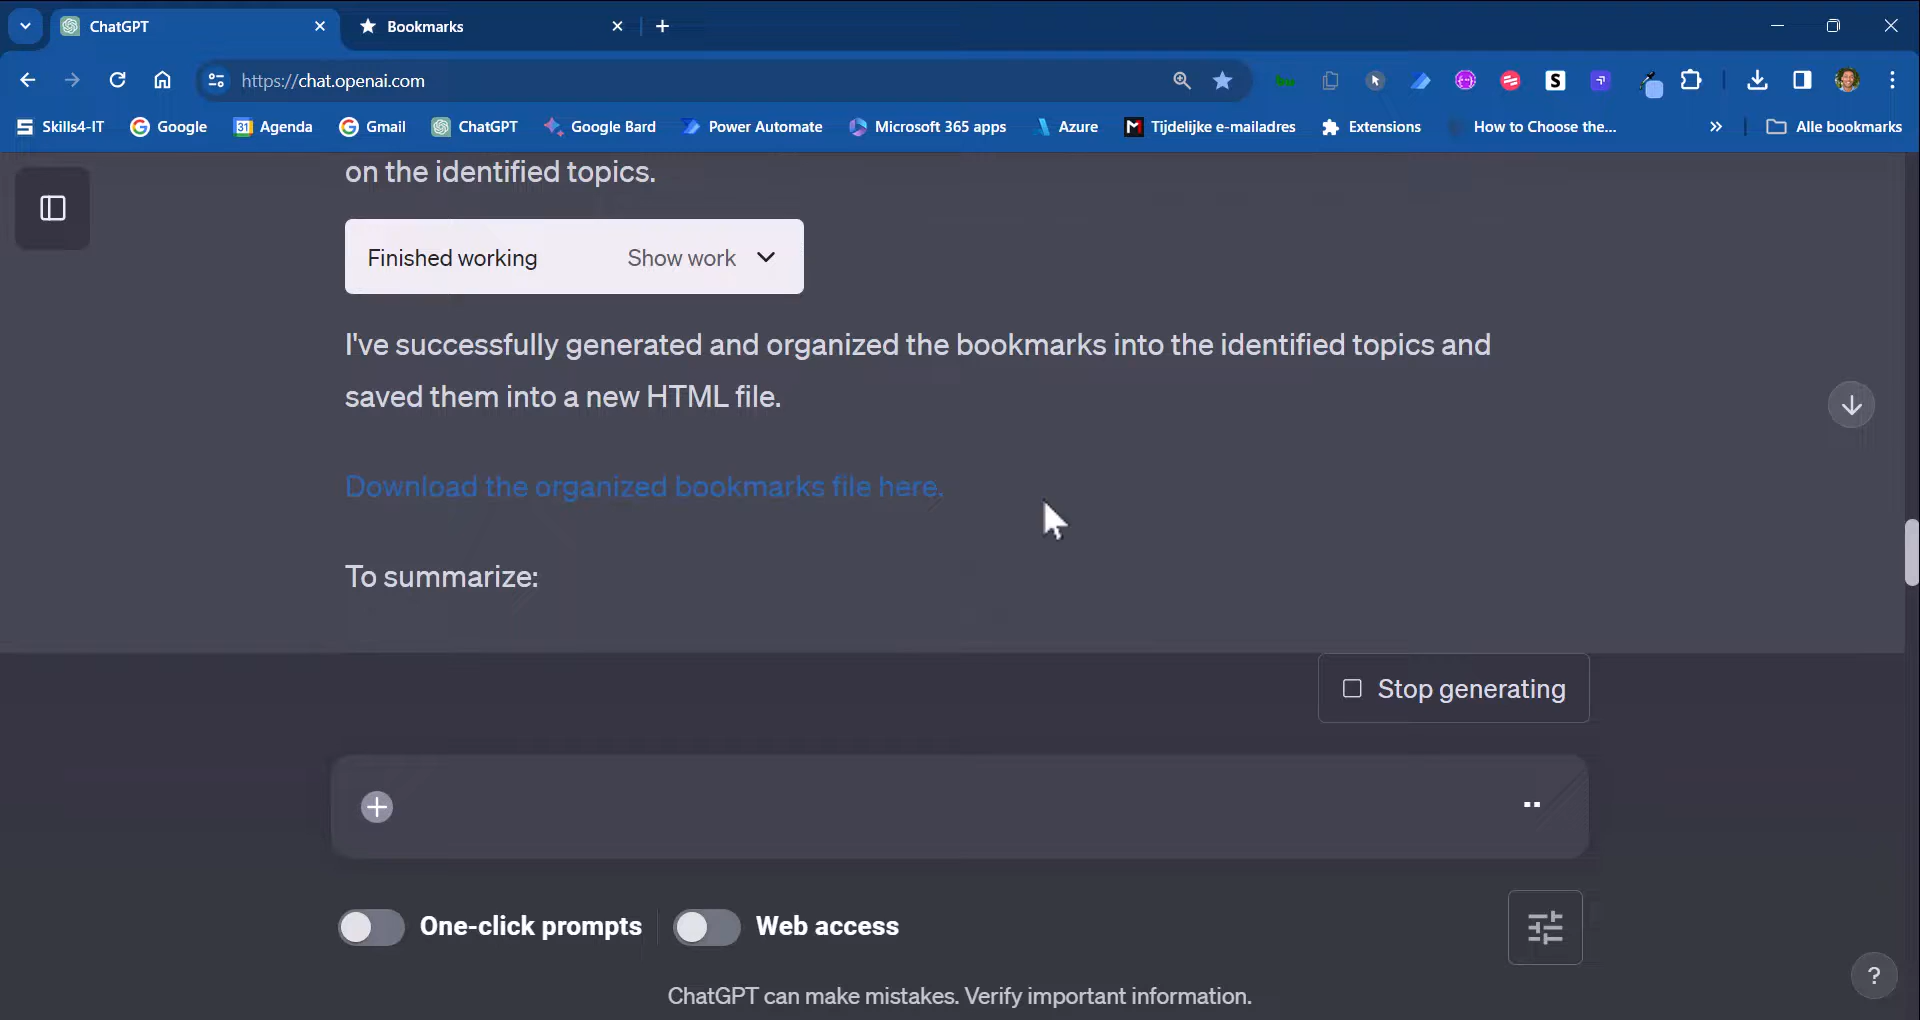 ChatGPT
Bookmarks
https://chat.openai.com
Skills4-IT
Google
31
Agenda
Gmail
ChatGPT
Google Bard
Power Automate
Microsoft 365 apps
Azure
Tijdelijke e-mailadres
Extensions
How to Choose the...
»
Alle bookmarks
on the identified topics.
Finished working
Show work
I've successfully generated and organized the bookmarks into the identified topics and
saved them into a new HTML file.
Download the organized bookmarks file here.
To summarize:
Stop generating
One-click prompts
Web access
ChatGPT can make mistakes. Verify important information.
?